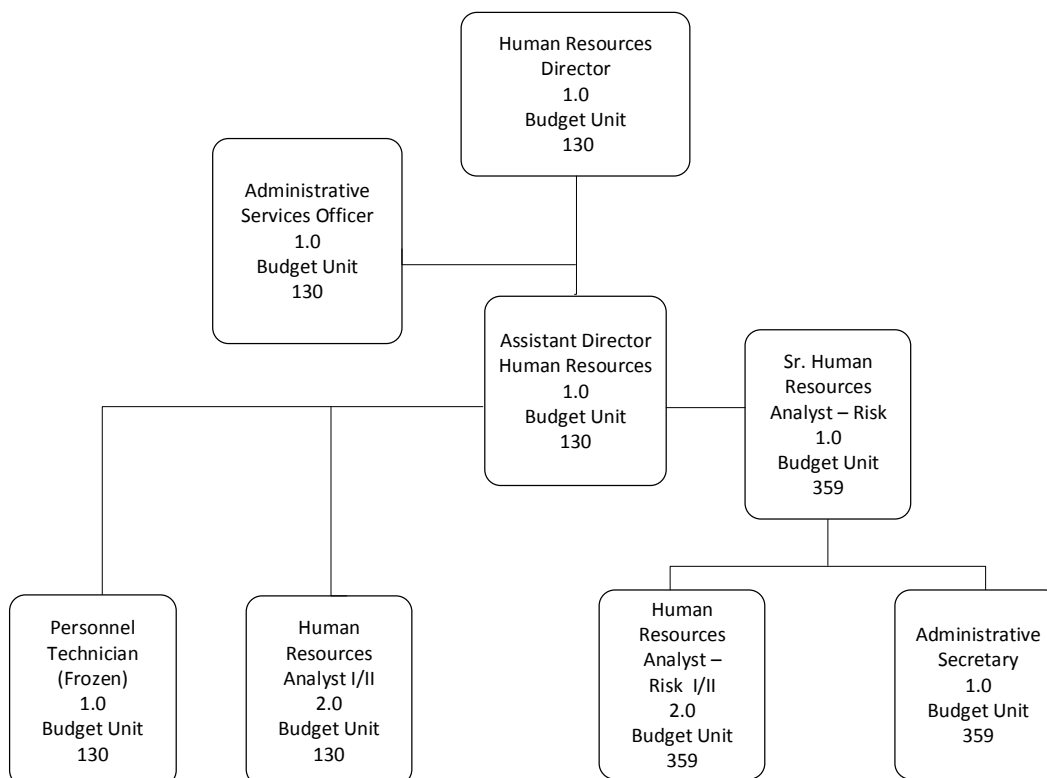 Human Resources
Director
1.0
Budget Unit
130
Administrative
Services Officer
1.0
Budget Unit
130
Assistant Director
Human Resources
1.0
Budget Unit
130
Sr. Human
Resources
Analyst – Risk
1.0
Budget Unit
359
Personnel
Technician
(Frozen)
1.0
Budget Unit
130
Human
Resources
Analyst I/II
2.0
Budget Unit
130
Human
Resources
Analyst –
Risk I/II
2.0
Budget Unit
359
Administrative
Secretary
1.0
Budget Unit
359